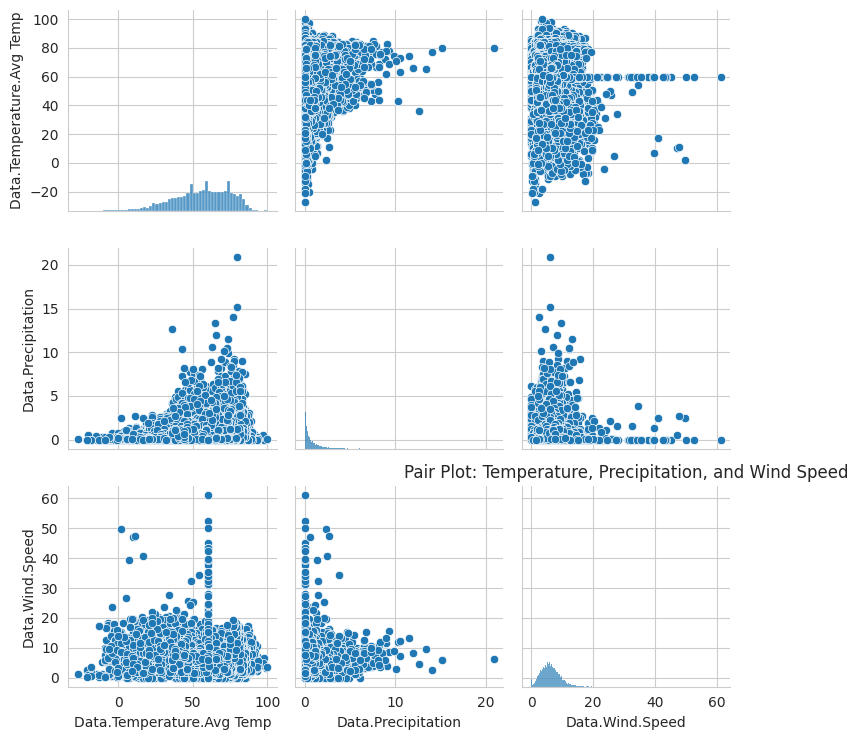 Data.Temperature.Avg Temp
100
80
60
40
20
0
−20
Data.Precipitation
20
15
10
5
0
Pair Plot: Temperature, Precipitation, and Wind Speed
Data.Wind.Speed
60
50
40
30
20
10
0
0 50 100
0 10 20
0 20 40 60
Data.Temperature.Avg Temp
Data.Precipitation
Data.Wind.Speed